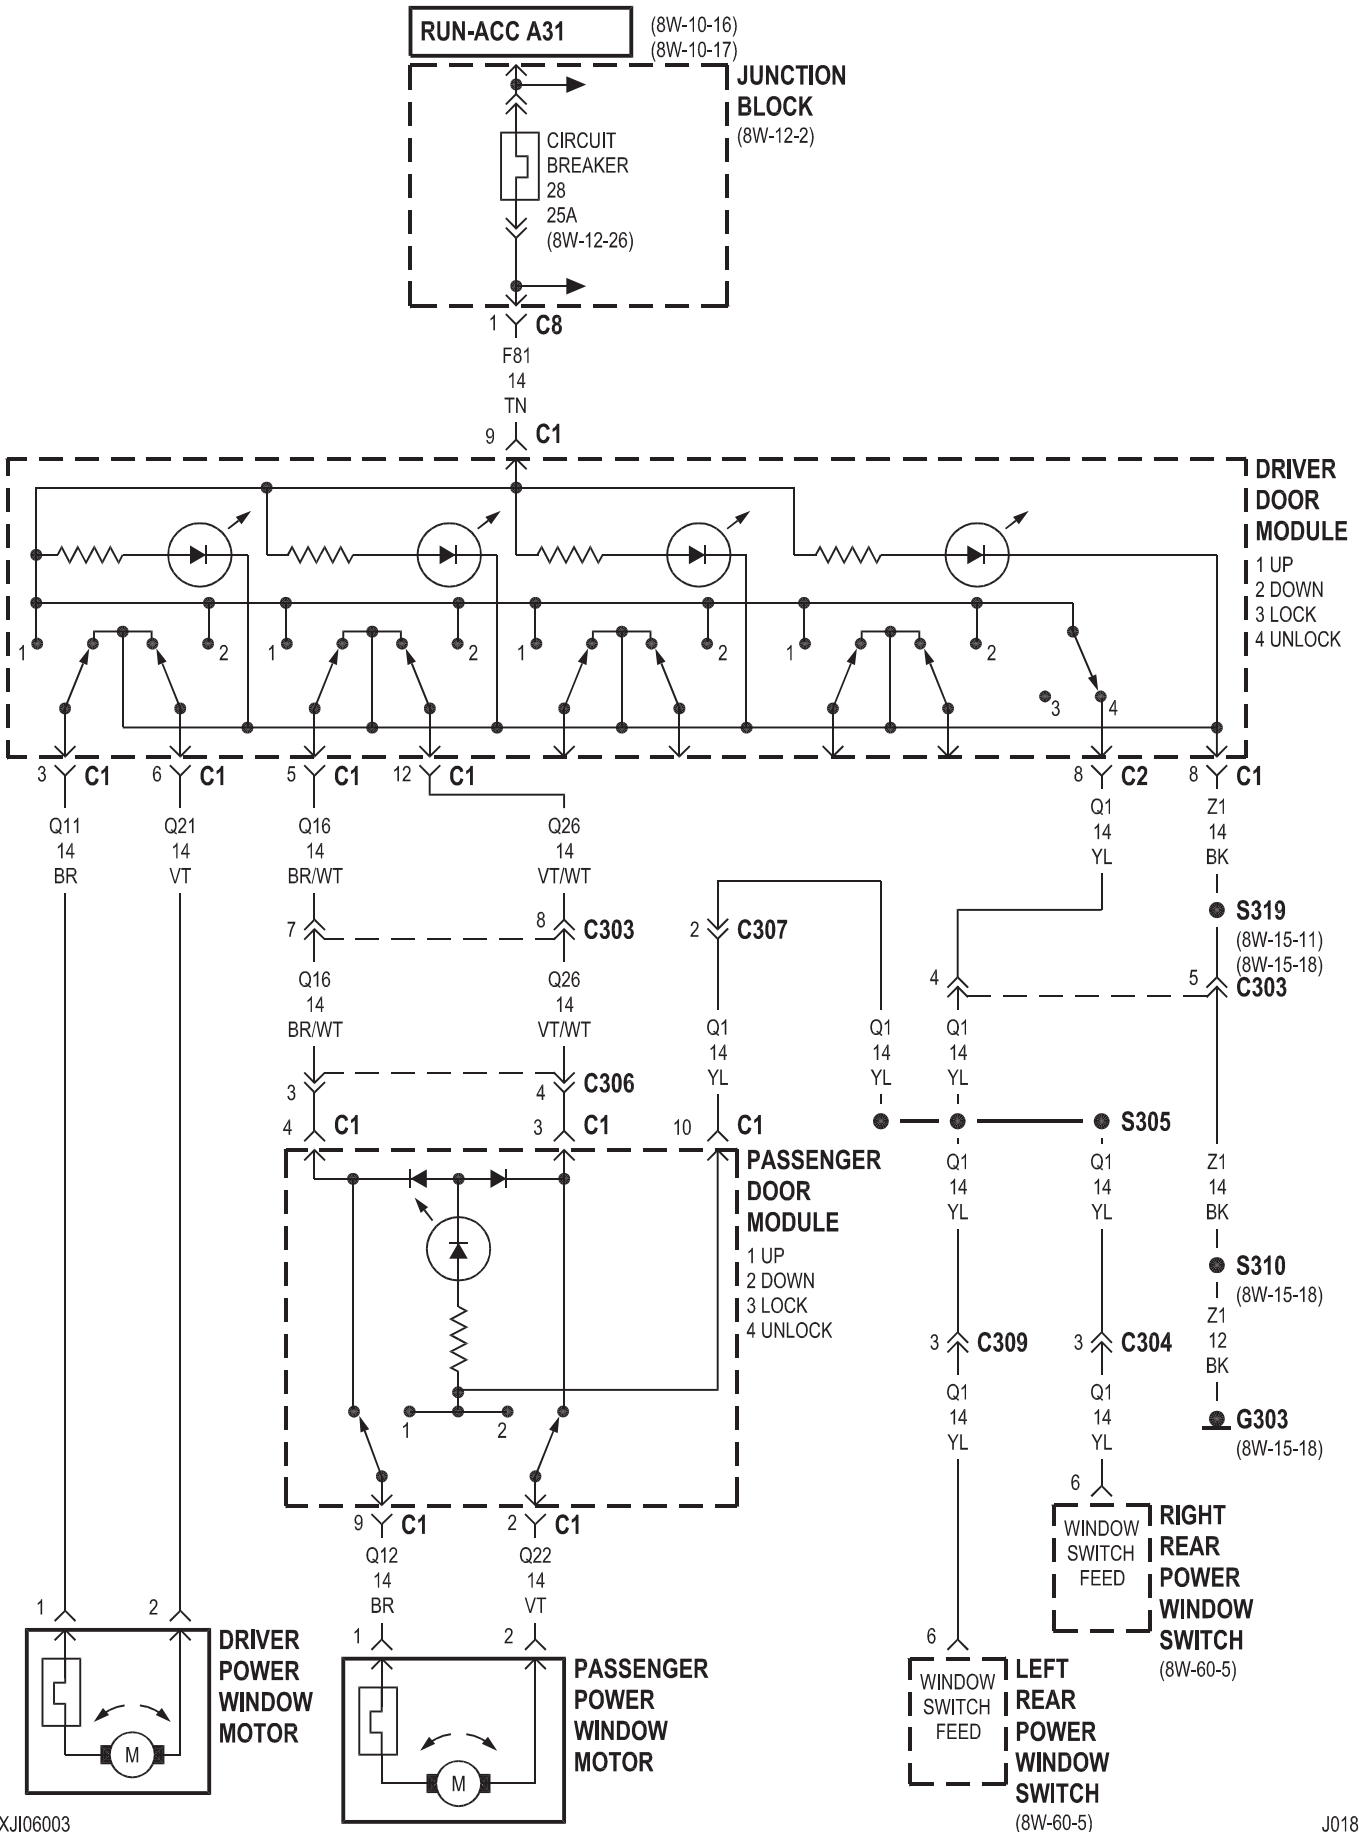 RUN-ACC A31
(8W-10-16)
(8W-10-17)
JUNCTION
BLOCK
(8W-12-2)
CIRCUIT
BREAKER
28
25A
(8W-12-26)
1 C8
F81
14
TN
9 C1
DRIVER
DOOR
MODULE
1 UP
2 DOWN
3 LOCK
4 UNLOCK
1 2 1 2 1 2 1 2
3 4
3 C1 6 C1 5 C1 12 C1 8 C2 8 C1
Q11 Q21 Q16 Q26 Q1 Z1
14 14 14 14 14 14
BR VT BR/WT VT/WT YL BK
7 8 C303 2 C307 S319
(8W-15-11)
(8W-15-18)
4 5 C303
Q16 Q26
14 14
BR/WT VT/WT
Q1 Q1 Q1
14 14 14
YL YL YL
3 4 C306
4 C1 3 C1 10 C1 S305
PASSENGER
DOOR
MODULE
1 UP
2 DOWN
3 LOCK
4 UNLOCK
Q1 Q1 Z1
14 14 14
YL YL BK
S310
(8W-15-18)
Z1
12
BK
3 C309 3 C304
Q1 Q1
14 14
YL YL
G303
(8W-15-18)
1 2
6
WINDOW
SWITCH
FEED
RIGHT
REAR
POWER
WINDOW
SWITCH
(8W-60-5)
9 C1 2 C1
Q12 Q22
14 14
BR VT
1 2
DRIVER
POWER
WINDOW
MOTOR
M
1 2
PASSENGER
POWER
WINDOW
MOTOR
M
6
WINDOW
SWITCH
FEED
LEFT
REAR
POWER
WINDOW
SWITCH
(8W-60-5)
XJI06003
J018